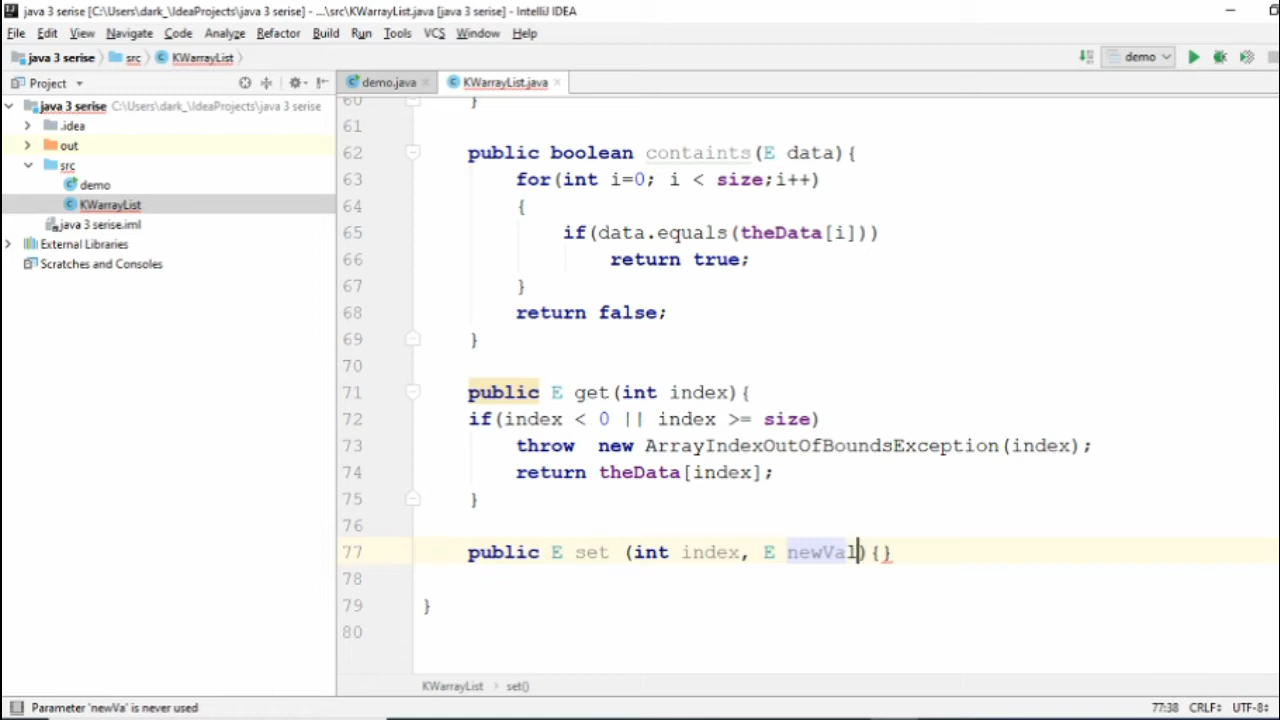 java 3 serise [C:\Users\dark_\IdeaProjects\java 3 serise] - ...\src\KWarrayList.java [java 3 serise] - IntelliJ IDEA
File Edit View Navigate Code Analyze Refactor Build Run Tools VCS Window Help
java 3 serise src KWarrayList demo
Project demo.java KWarrayList.java
java 3 serise C:\Users\dark_\IdeaProjects\java 3 serise
.idea
out
src
demo
KWarrayList
java 3 serise.iml
External Libraries
Scratches and Consoles
60 }
61
62 public boolean containts(E data){
63 for(int i=0; i < size;i++)
64 {
65 if(data.equals(theData[i]))
66 return true;
67 }
68 return false;
69 }
70
71 public E get(int index){
72 if(index < 0 || index >= size)
73 throw new ArrayIndexOutOfBoundsException(index);
74 return theData[index];
75 }
76
77 public E set (int index, E newVal){}
78
79 }
80
KWarrayList set()
Parameter 'newVa' is never used 77:38 CRLF UTF-8